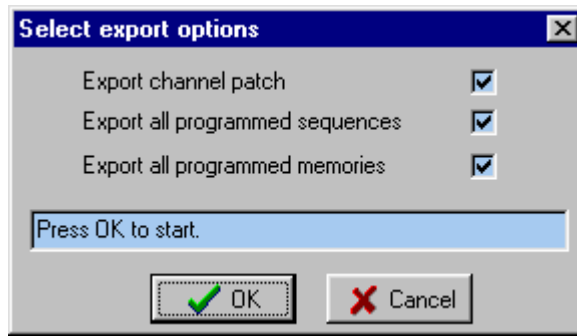 Select export options
Export channel patch
Export all programmed sequences
Export all programmed memories
Press OK to start.
OK
Cancel